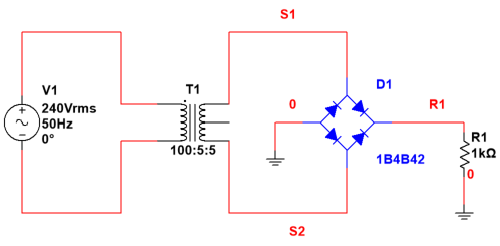 S1
V1
240Vrms
50Hz
0°
T1
100:5:5
0
D1
R1
R1
1kΩ
0
1B4B42
S2